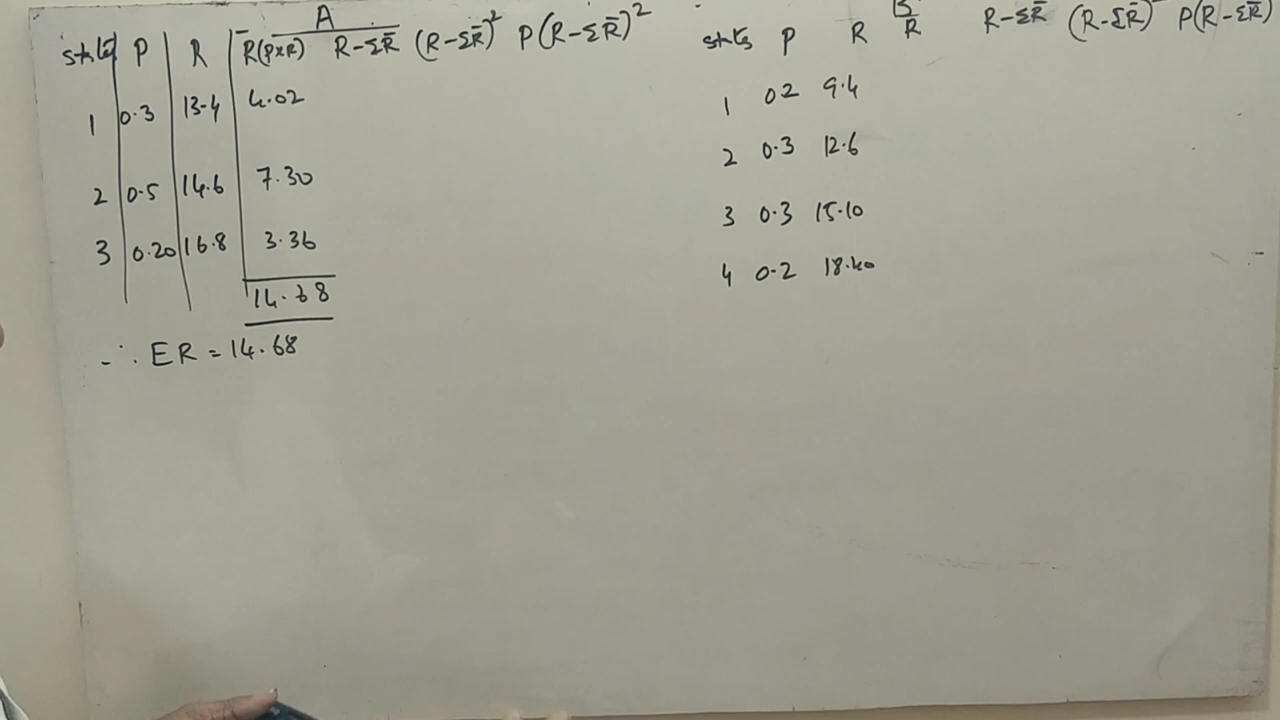 A
states P R R̄(P×R) R-ΣR̄ (R-ΣR̄)² P(R-ΣR̄)²
1 0.3 13.4 4.02
2 0.5 14.6 7.30
3 0.20 16.8 3.36
14.68
∴ ER = 14.68
B
states P R R̄ R-ΣR̄ (R-ΣR̄)² P(R-ΣR̄)
1 0.2 9.4
2 0.3 12.6
3 0.3 15.10
4 0.2 18.40